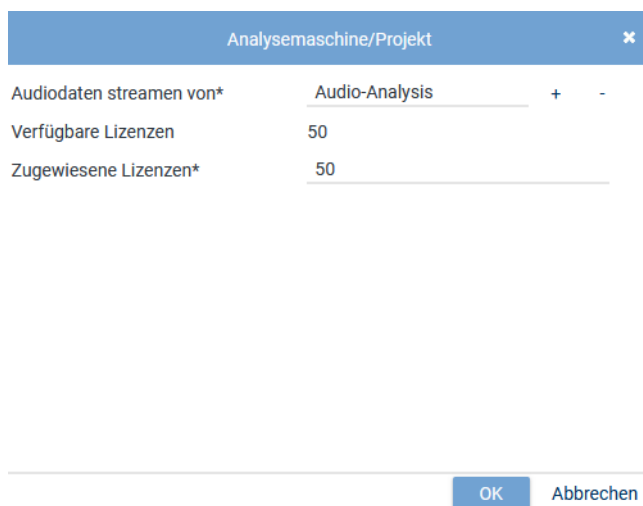 Analysemaschine/Projekt ×
Audiodaten streamen von* Audio-Analysis + -
Verfügbare Lizenzen 50
Zugewiesene Lizenzen* 50
OK Abbrechen